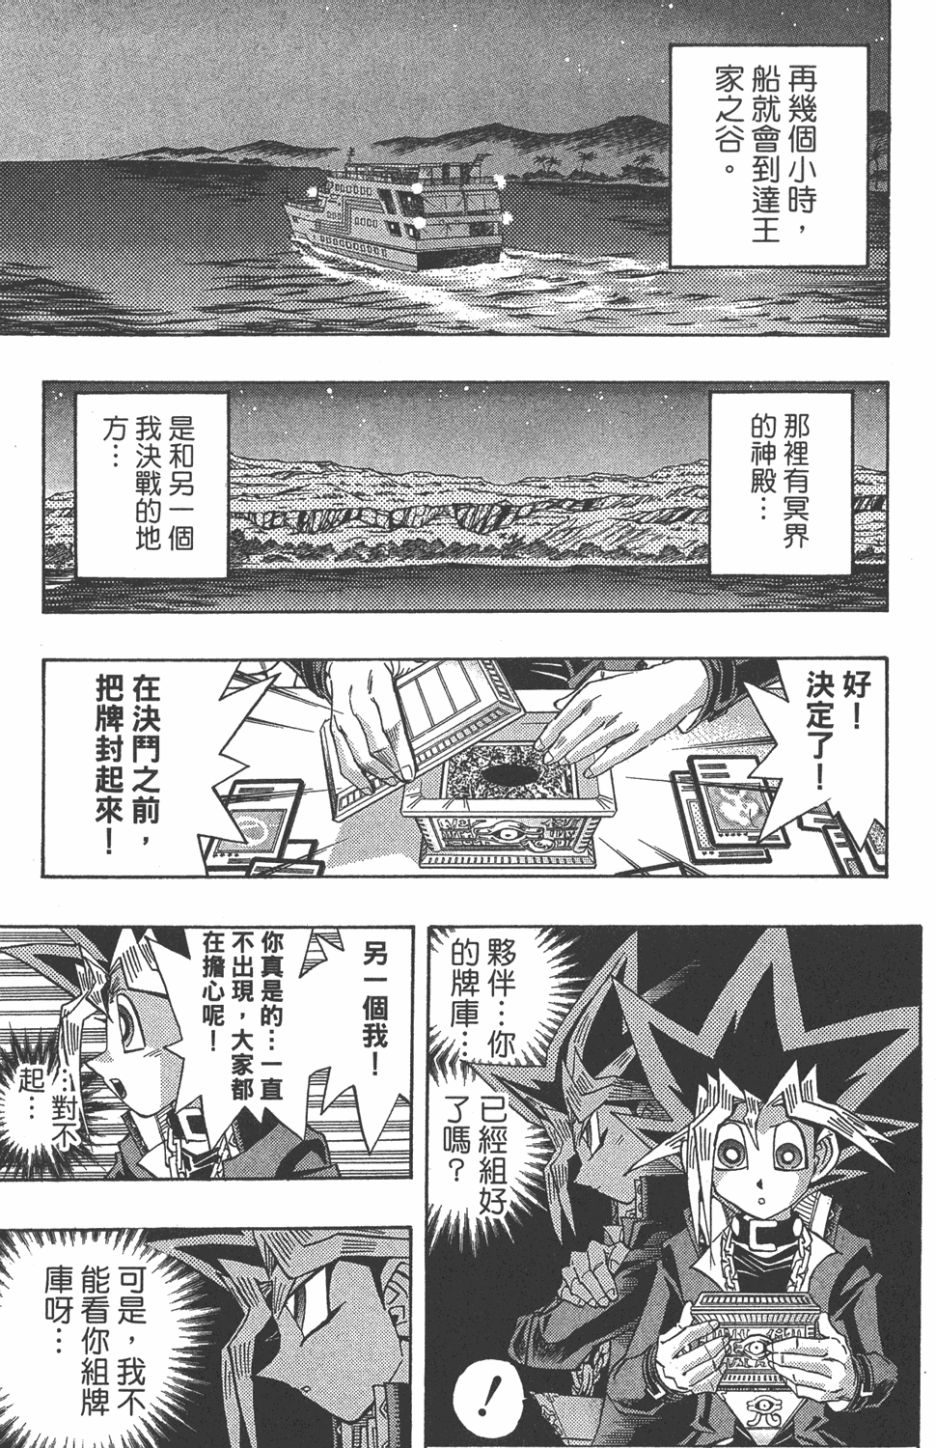 再幾個小時，
船就會到達王
家之谷。
那裡有冥界
的神殿…
是和另一個
我決戰的地
方…
好！
決定了！
在決鬥之前，
把牌封起來！
夥伴…你
的牌庫…
已經組好
了嗎？
！
另一個我！
你真是的…一直
不出現，大家都
在擔心呢！
…對不
起…
可是，我不
能看你組牌
庫呀…